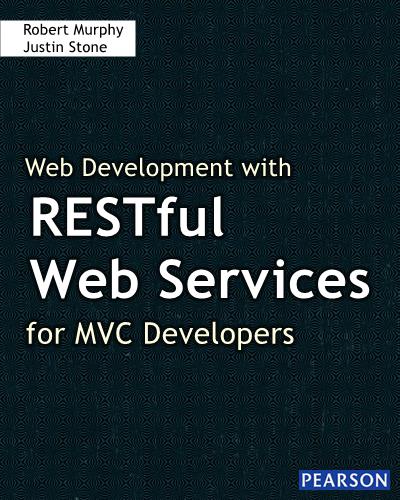 Robert Murphy
Justin Stone
Web Development with
RESTful
Web Services
for MVC Developers
PEARSON